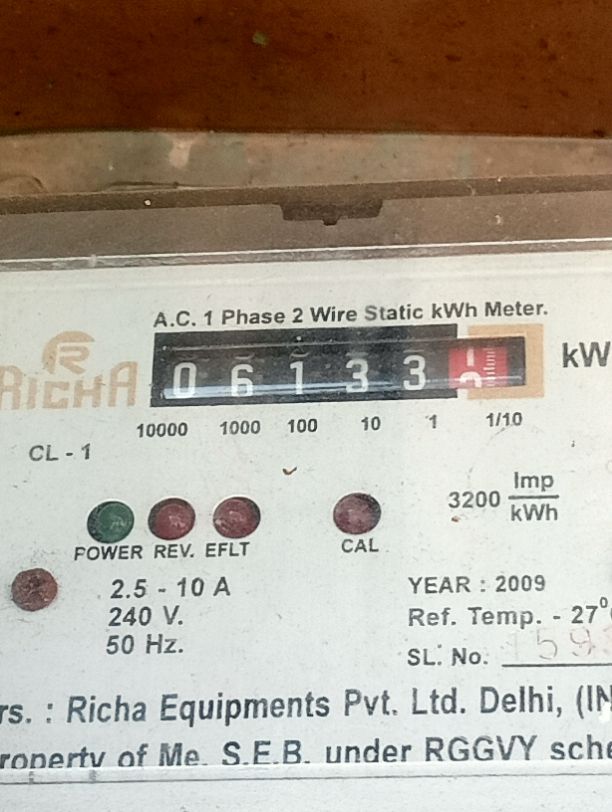 A.C. 1 Phase 2 Wire Static kWh Meter.
RICHA
0 6 1 3 3
kW
10000 1000 100 10 1 1/10
CL - 1
3200 Imp/kWh
POWER REV. EFLT CAL
2.5 - 10 A
240 V.
50 Hz.
YEAR : 2009
Ref. Temp. - 27⁰
SL. No.
rs. : Richa Equipments Pvt. Ltd. Delhi, (IN
roperty of Me. S.E.B. under RGGVY sche